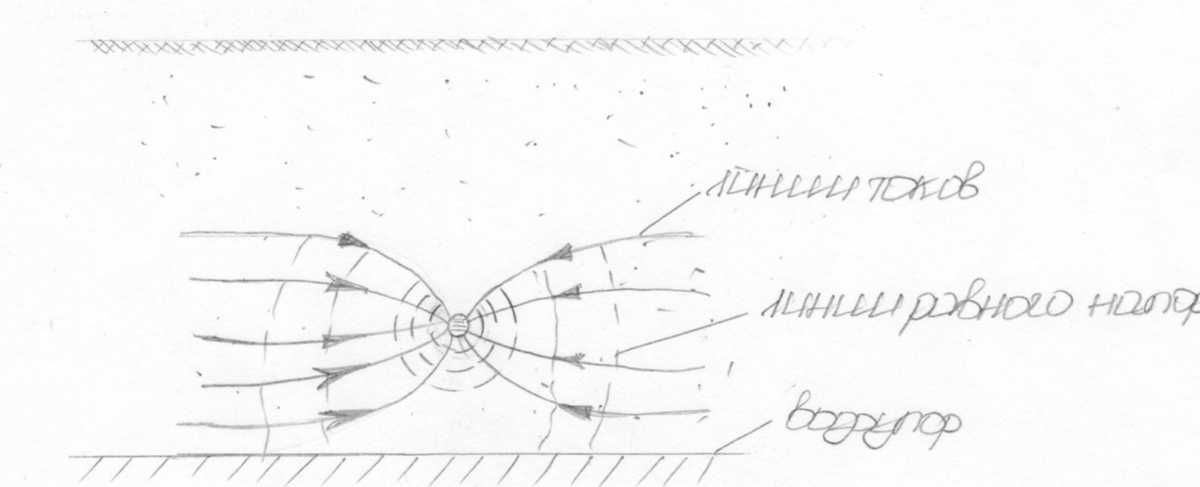 линии токов
линии равного напор
водоупор